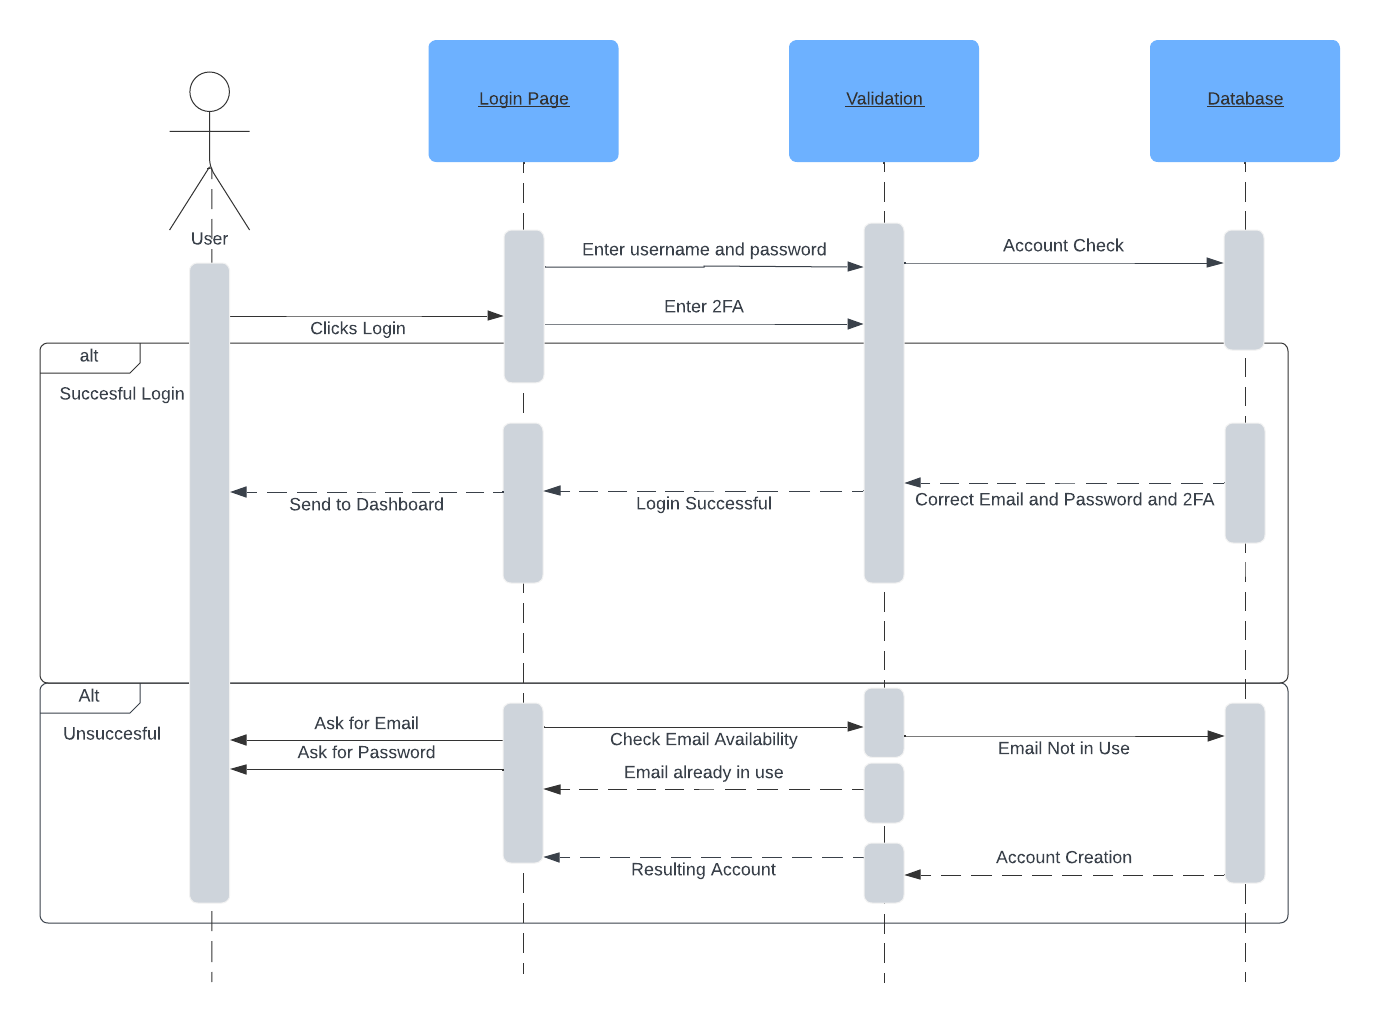 Login Page
Validation
Database
User
Enter username and password
Account Check
Enter 2FA
Clicks Login
alt
Succesful Login
Send to Dashboard
Login Successful
Correct Email and Password and 2FA
Alt
Unsuccesful
Ask for Email
Check Email Availability
Email Not in Use
Ask for Password
Email already in use
Account Creation
Resulting Account